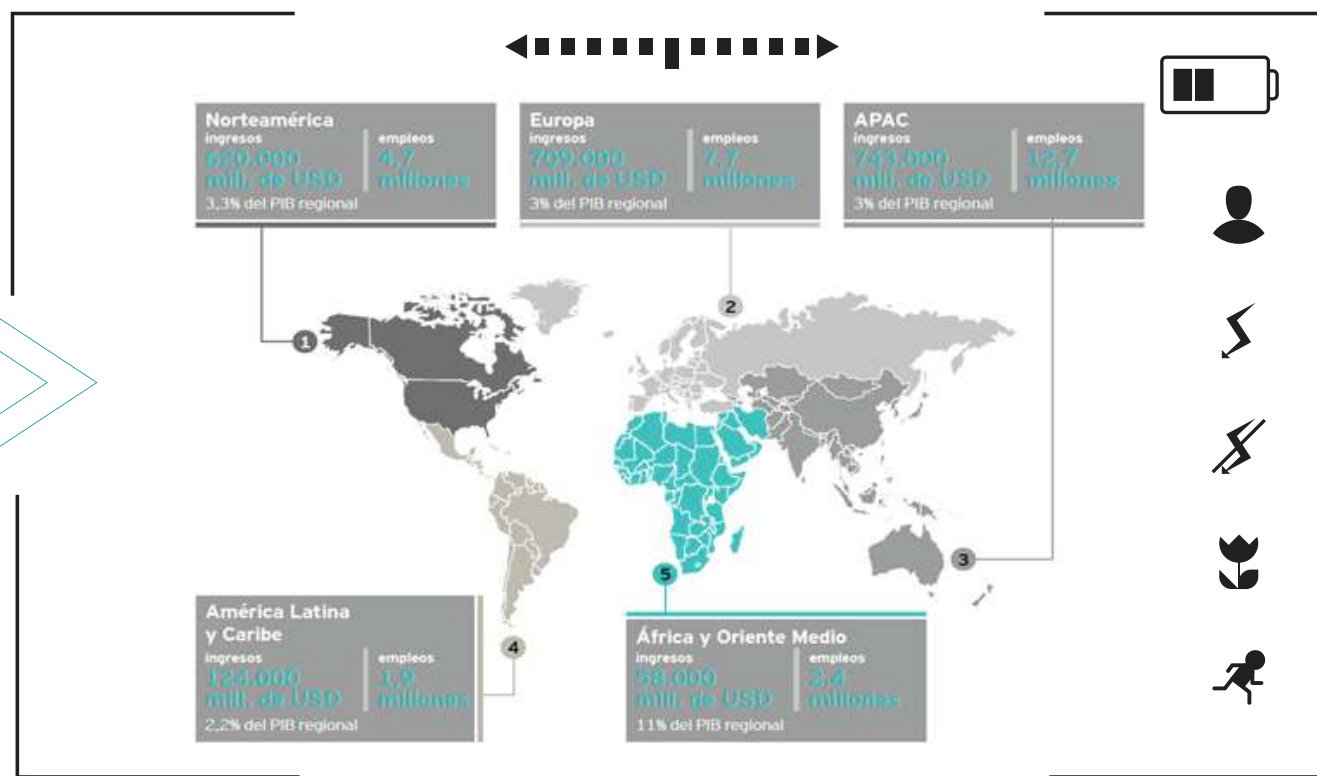 Norteamérica
ingresos
620.000
mill. de USD
empleos
4,7
millones
3,3% del PIB regional
Europa
ingresos
709.000
mill. de USD
empleos
7,7
millones
3% del PIB regional
APAC
ingresos
743.000
mill. de USD
empleos
12,7
millones
3% del PIB regional
1
2
3
4
5
América Latina
y Caribe
ingresos
124.000
mill. de USD
empleos
1,9
millones
2,2% del PIB regional
África y Oriente Medio
ingresos
58.000
mill. de USD
empleos
2,4
millones
11% del PIB regional